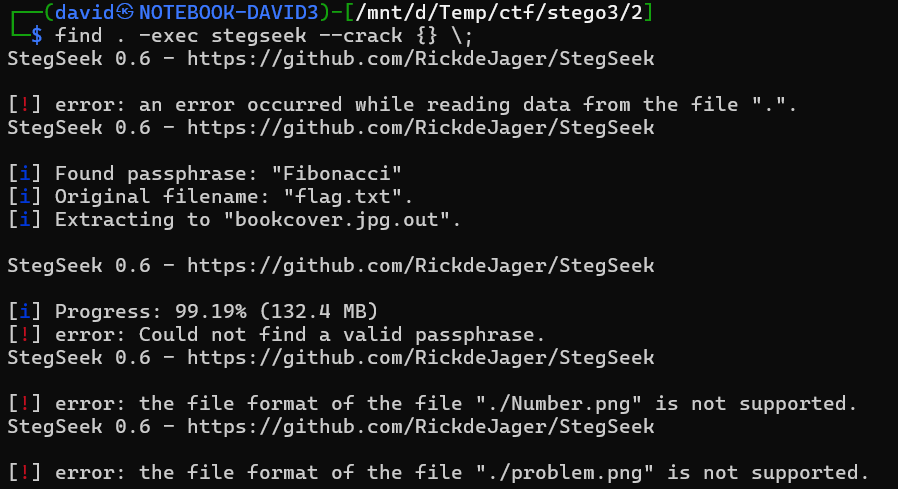 ┌──(david㉿NOTEBOOK-DAVID3)-[/mnt/d/Temp/ctf/stego3/2]
└─$ find . -exec stegseek --crack {} \;
StegSeek 0.6 - https://github.com/RickdeJager/StegSeek
[!] error: an error occurred while reading data from the file ".".
StegSeek 0.6 - https://github.com/RickdeJager/StegSeek
[i] Found passphrase: "Fibonacci"
[i] Original filename: "flag.txt".
[i] Extracting to "bookcover.jpg.out".
StegSeek 0.6 - https://github.com/RickdeJager/StegSeek
[i] Progress: 99.19% (132.4 MB)
[!] error: Could not find a valid passphrase.
StegSeek 0.6 - https://github.com/RickdeJager/StegSeek
[!] error: the file format of the file "./Number.png" is not supported.
StegSeek 0.6 - https://github.com/RickdeJager/StegSeek
[!] error: the file format of the file "./problem.png" is not supported.